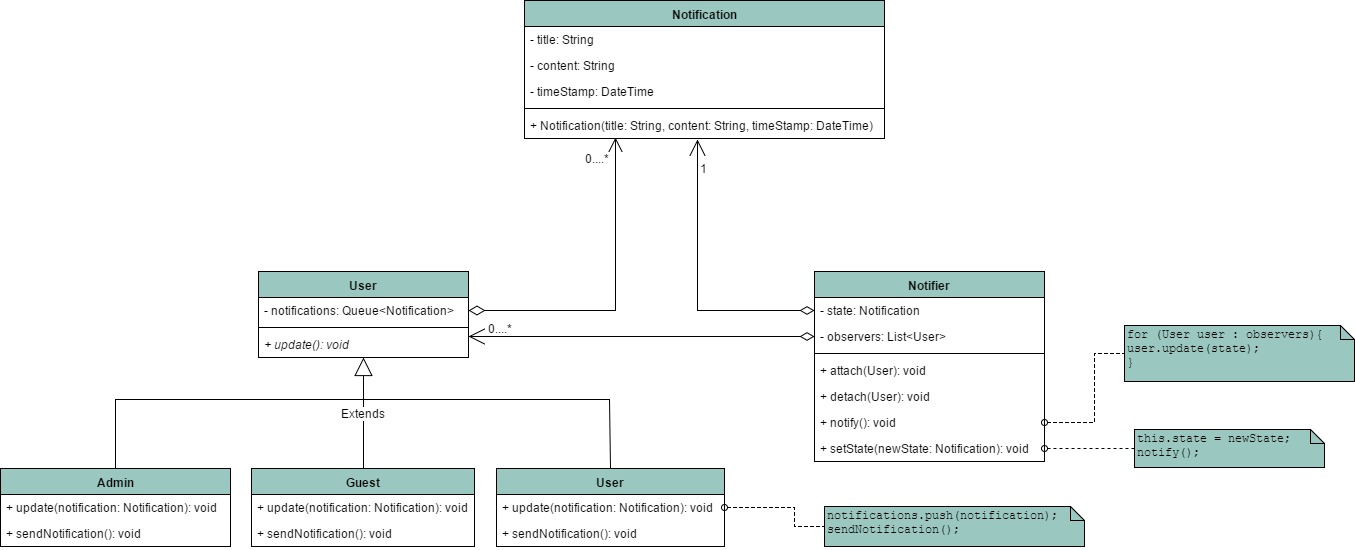 Notification
- title: String
- content: String
- timeStamp: DateTime
+ Notification(title: String, content: String, timeStamp: DateTime)
0....*
1
User
- notifications: Queue<Notification>
+ update(): void
0....*
Notifier
- state: Notification
- observers: List<User>
+ attach(User): void
+ detach(User): void
+ notify(): void
+ setState(newState: Notification): void
for (User user : observers){
user.update(state);
}
this.state = newState;
notify();
Extends
Admin
+ update(notification: Notification): void
+ sendNotification(): void
Guest
+ update(notification: Notification): void
+ sendNotification(): void
User
+ update(notification: Notification): void
+ sendNotification(): void
notifications.push(notification);
sendNotification();